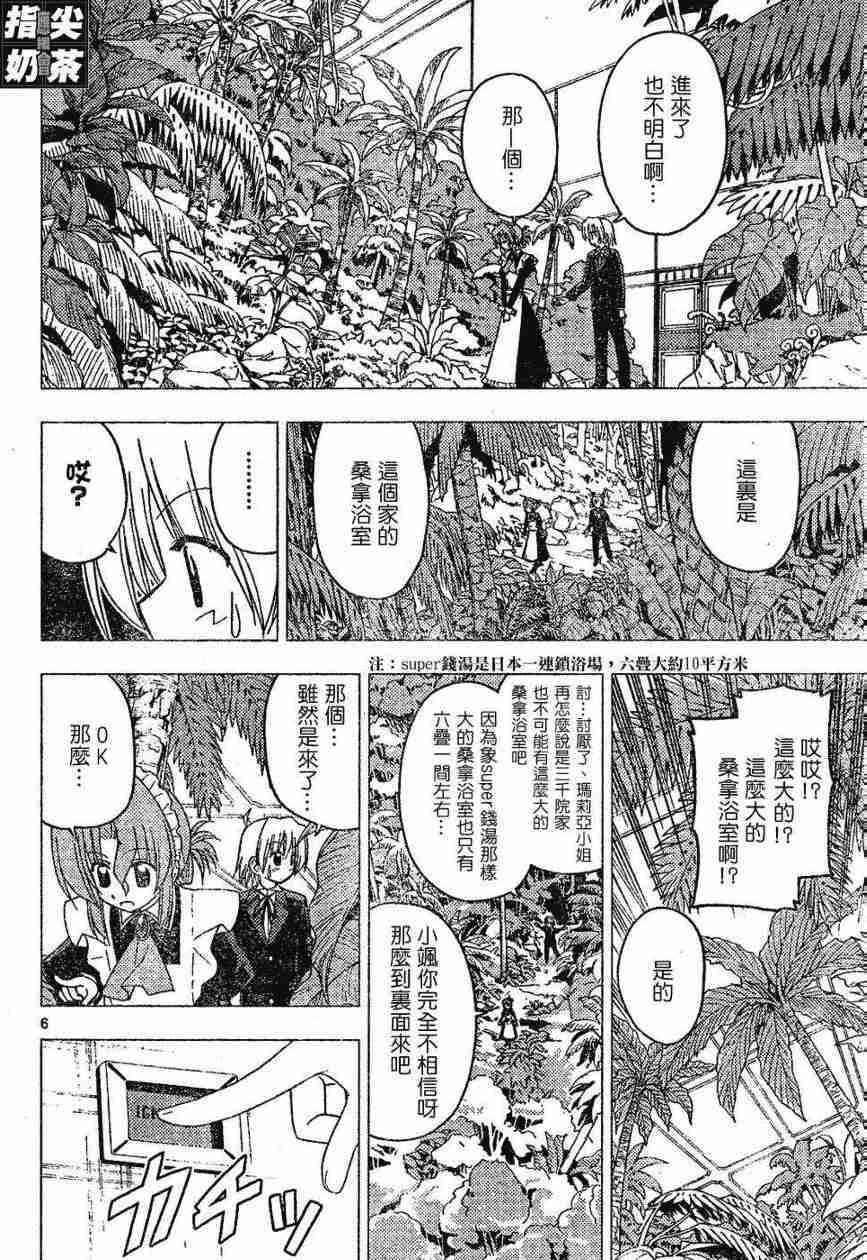 指尖
奶茶
進來了
也不明白啊…
那一個…
這裏是
這個家的
桑拿浴室
………
哎？
注：super錢湯是日本一連鎖浴場，六疊大約10平方米
哎哎!?
這麼大的!?
這麼大的
桑拿浴室啊!?
是的
討…討厭了、瑪莉亞小姐
再怎麼說是三千院家
也不可能有這麼大的
桑拿浴室吧
因為象super錢湯那樣
大的桑拿浴室也只有
六疊一間左右…
小颯你完全不相信呀
那麼到裏面來吧
那個…
雖然是來了…
OK
那麼…
6
カチッ